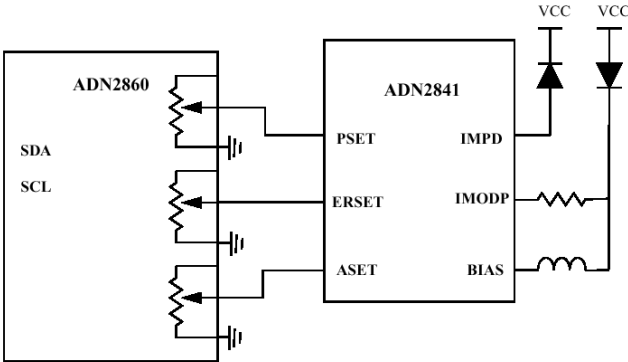 VCC VCC
ADN2860
ADN2841
SDA
PSET
IMPD
SCL
ERSET
IMODP
ASET
BIAS